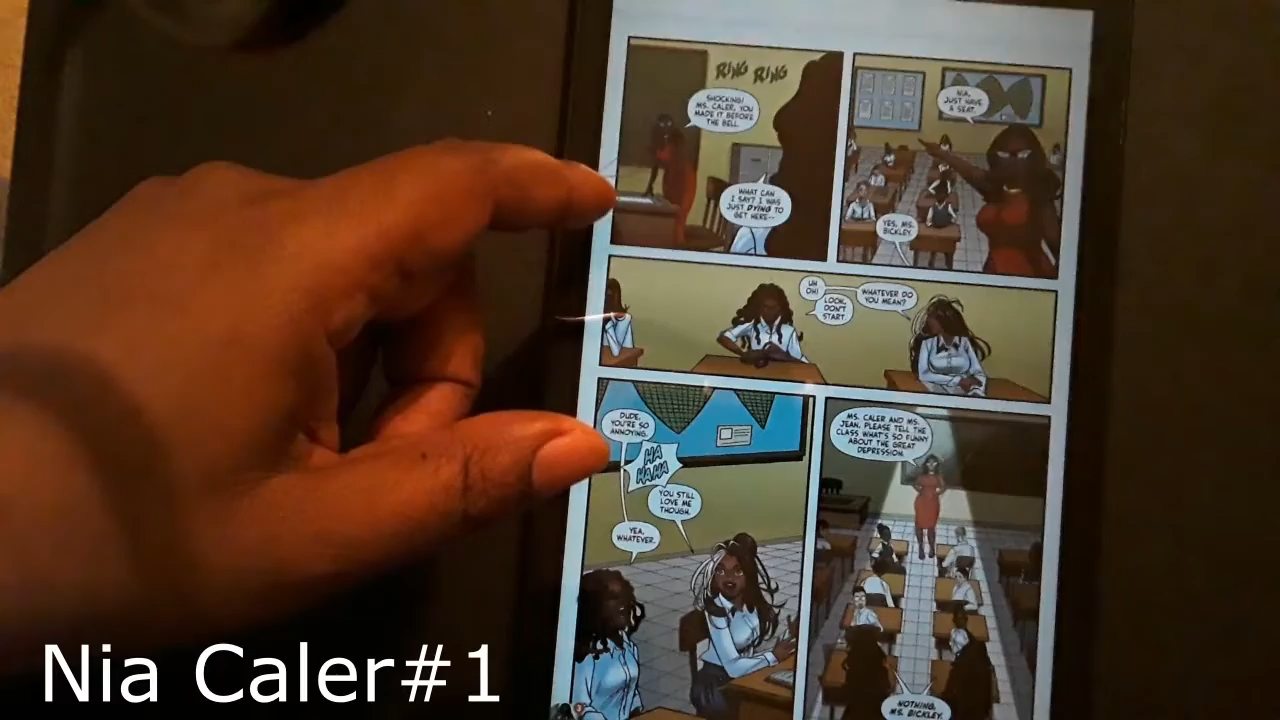 RING RING
SHOCKING!
MS. CALER, YOU
MADE IT BEFORE
THE BELL.
WHAT CAN
I SAY? I WAS
JUST DYING TO
GET HERE--
NIA,
JUST HAVE
A SEAT.
YES, MS.
BICKLEY.
UH
OH!
LOOK,
DON'T
START.
WHATEVER DO
YOU MEAN?
DUDE,
YOU'RE SO
ANNOYING.
HA
HAHA
YOU STILL
LOVE ME
THOUGH.
YEA,
WHATEVER.
MS. CALER AND MS.
JEAN, PLEASE TELL THE
CLASS WHAT'S SO FUNNY
ABOUT THE GREAT
DEPRESSION.
NOTHING,
MS. BICKLEY.
Nia Caler#1